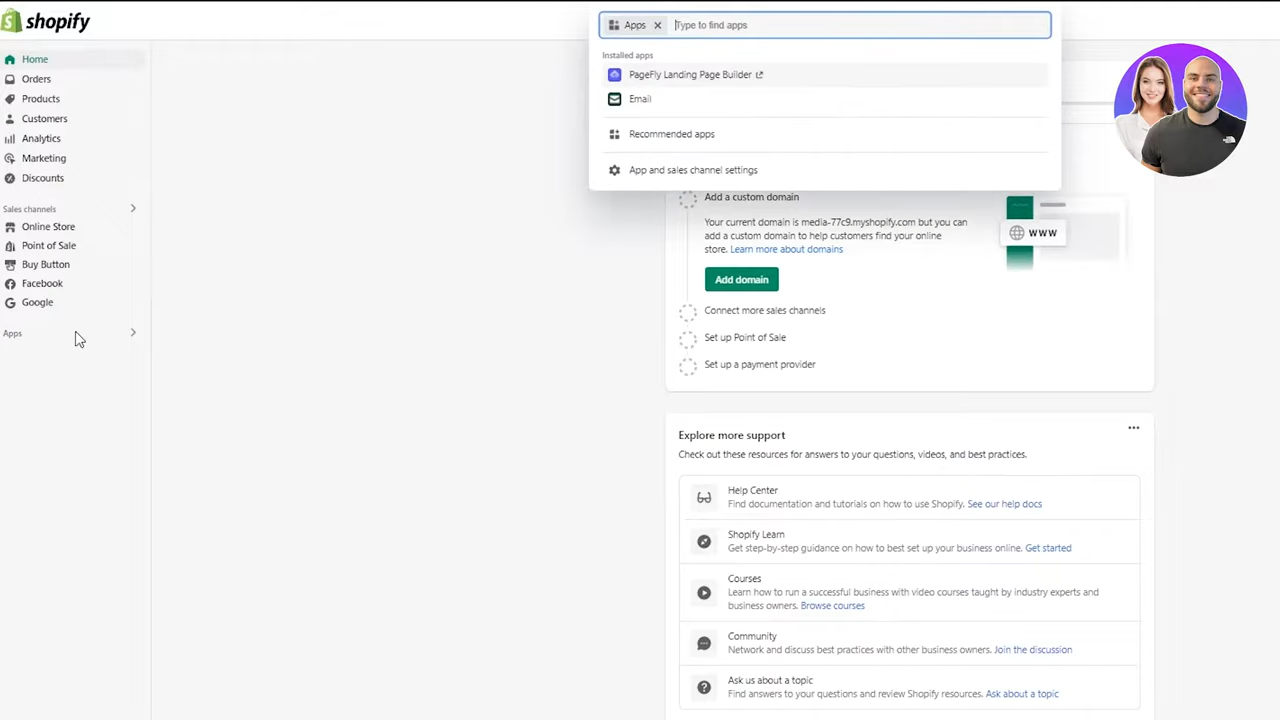 shopify
Apps Type to find apps
Installed apps
PageFly Landing Page Builder
Email
Recommended apps
App and sales channel settings
Home
Orders
Products
Customers
Analytics
Marketing
Discounts
Sales channels
Online Store
Point of Sale
Buy Button
Facebook
Google
Apps
Add a custom domain
Your current domain is media-77c9.myshopify.com but you can
add a custom domain to help customers find your online
store. Learn more about domains
Add domain
WWW
Connect more sales channels
Set up Point of Sale
Set up a payment provider
Explore more support
Check out these resources for answers to your questions, videos, and best practices.
Help Center
Find documentation and tutorials on how to use Shopify. See our help docs
Shopify Learn
Get step-by-step guidance on how to best set up your business online. Get started
Courses
Learn how to run a successful business with video courses taught by industry experts and
business owners. Browse courses
Community
Network and discuss best practices with other business owners. Join the discussion
Ask us about a topic
Find answers to your questions and review Shopify resources. Ask about a topic